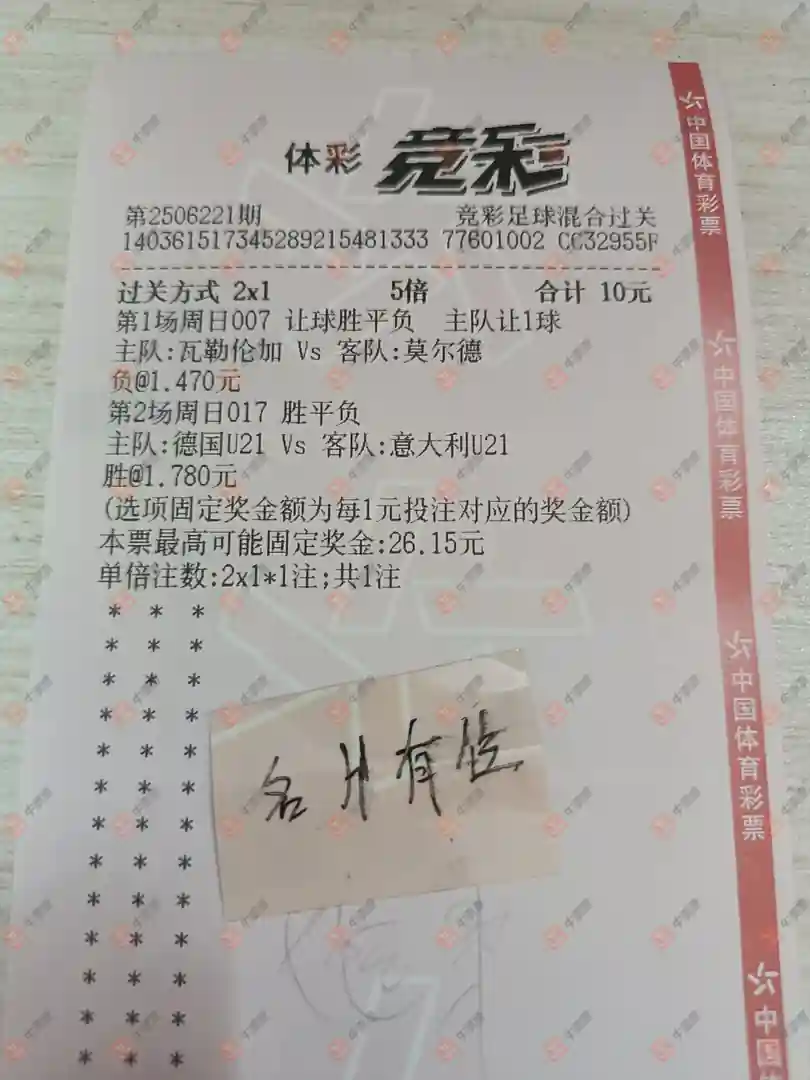 体彩 竞彩
第2506221期 竞彩足球混合过关
140361517345289215481333 77601002 CC32955F
过关方式 2x1 5倍 合计 10元
第1场周日007 让球胜平负 主队让1球
主队:瓦勒伦加 Vs 客队:莫尔德
负@1.470元
第2场周日017 胜平负
主队:德国U21 Vs 客队:意大利U21
胜@1.780元
(选项固定奖金额为每1元投注对应的奖金额)
本票最高可能固定奖金:26.15元
单倍注数:2x1*1注;共1注
名片有售
中国体育彩票
中国体育彩票
中国体育彩票
中国体